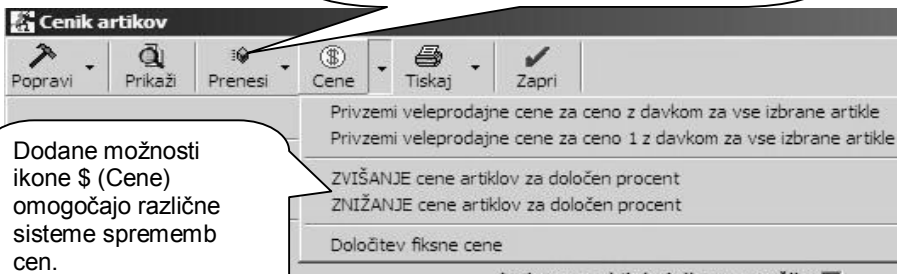 Cenik artikov
Popravi Prikaži Prenesi Cene Tiskaj Zapri
Privzemi veleprodajne cene za ceno z davkom za vse izbrane artikle
Privzemi veleprodajne cene za ceno 1 z davkom za vse izbrane artikle
ZVIŠANJE cene artiklov za določen procent
ZNIŽANJE cene artiklov za določen procent
Določitev fiksne cene
Dodane možnosti
ikone $ (Cene)
omogočajo različne
sisteme sprememb
cen.